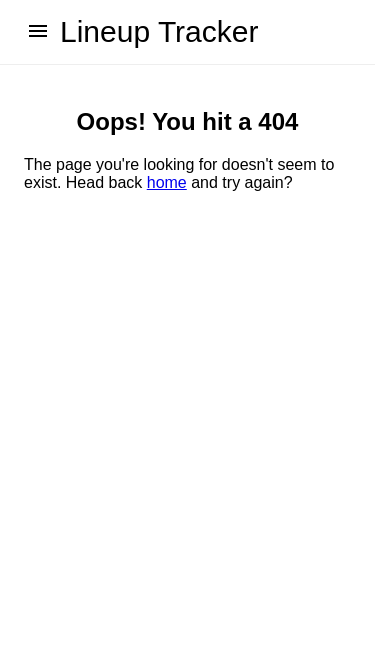 Lineup Tracker
Oops! You hit a 404
The page you're looking for doesn't seem to
exist. Head back home and try again?